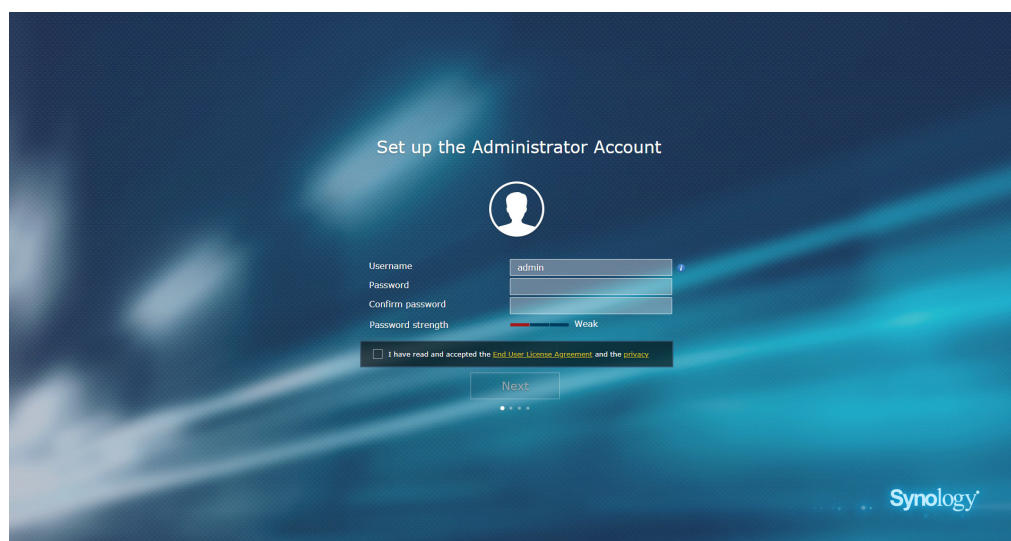 Set up the Administrator Account
Username admin
Password
Confirm password
Password strength Weak
I have read and accepted the End User License Agreement and the privacy
Next
Synology